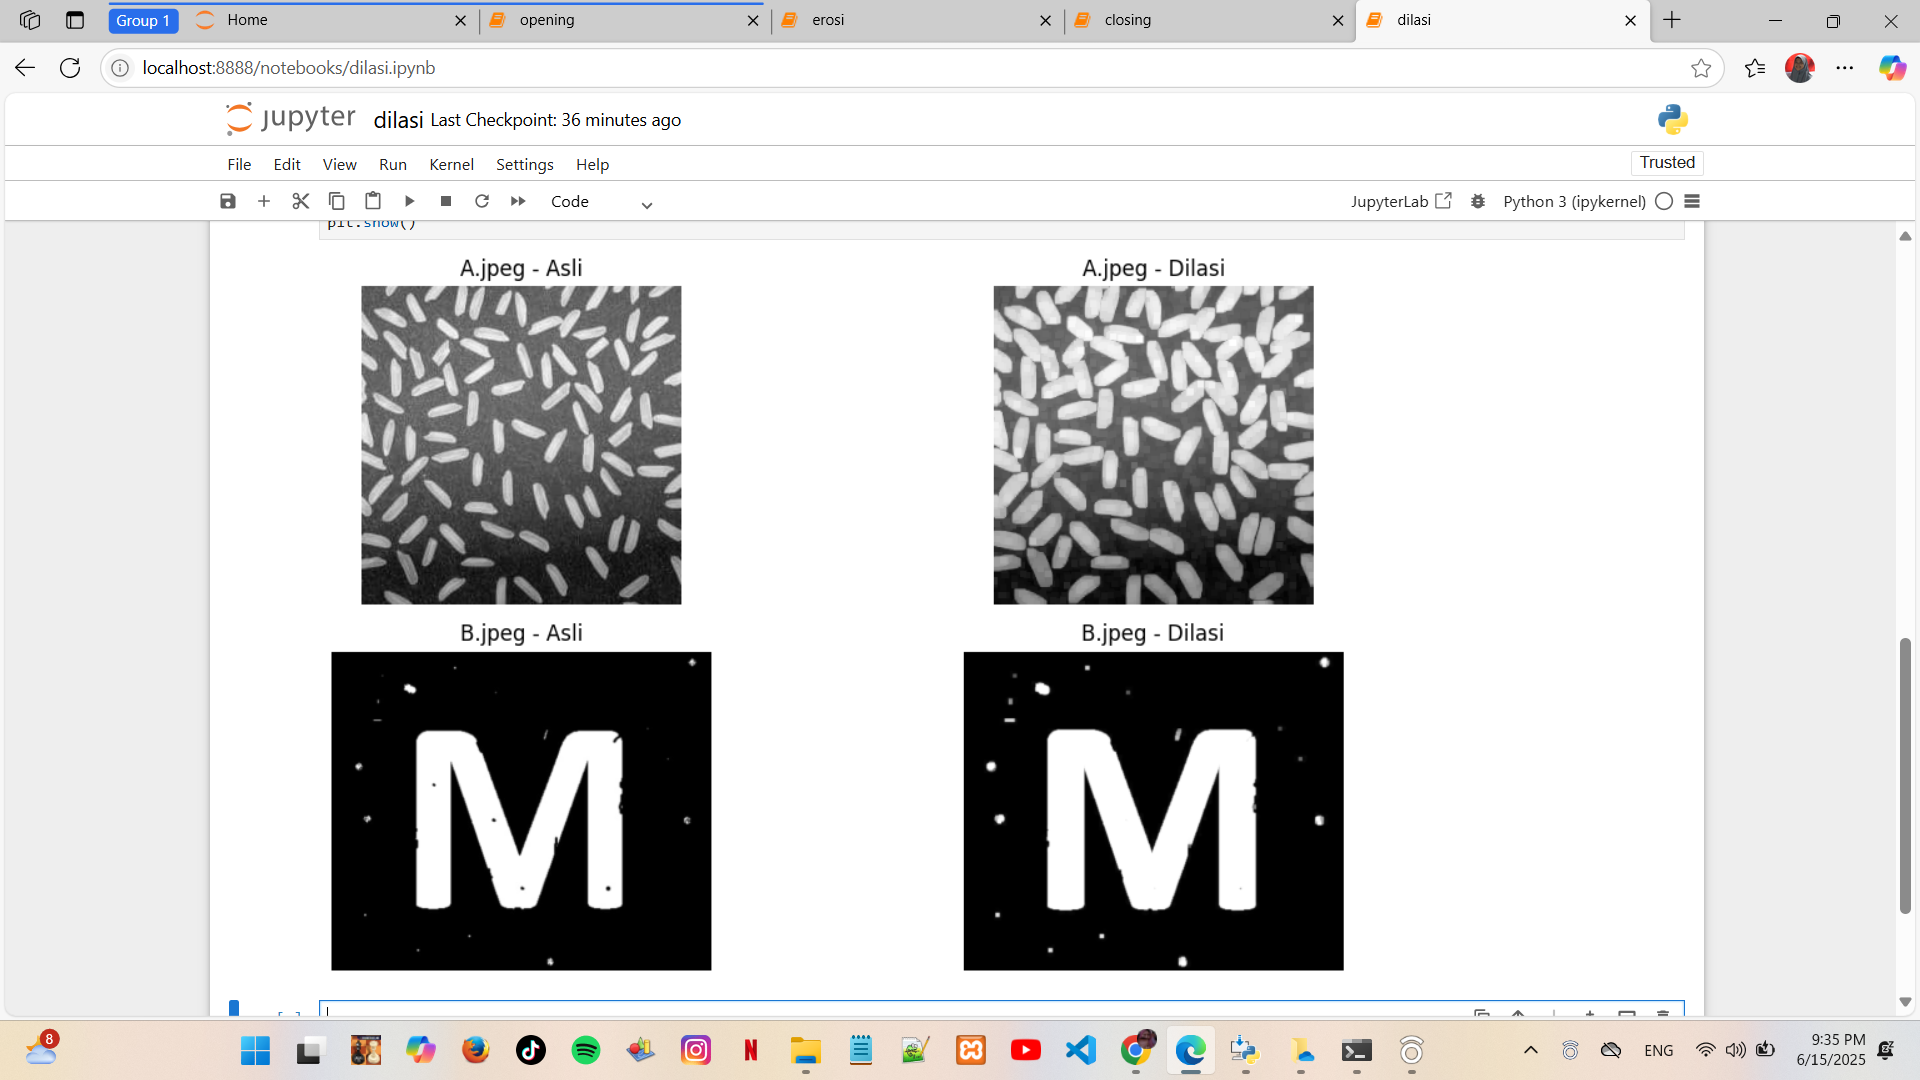 Group 1
Home
opening
erosi
closing
dilasi
localhost:8888/notebooks/dilasi.ipynb
jupyter dilasi Last Checkpoint: 36 minutes ago
File Edit View Run Kernel Settings Help
Trusted
Code
JupyterLab
Python 3 (ipykernel)
plt.show()
A.jpeg - Asli
A.jpeg - Dilasi
B.jpeg - Asli
B.jpeg - Dilasi
M
M
[ ]
8
ENG
9:35 PM
6/15/2025